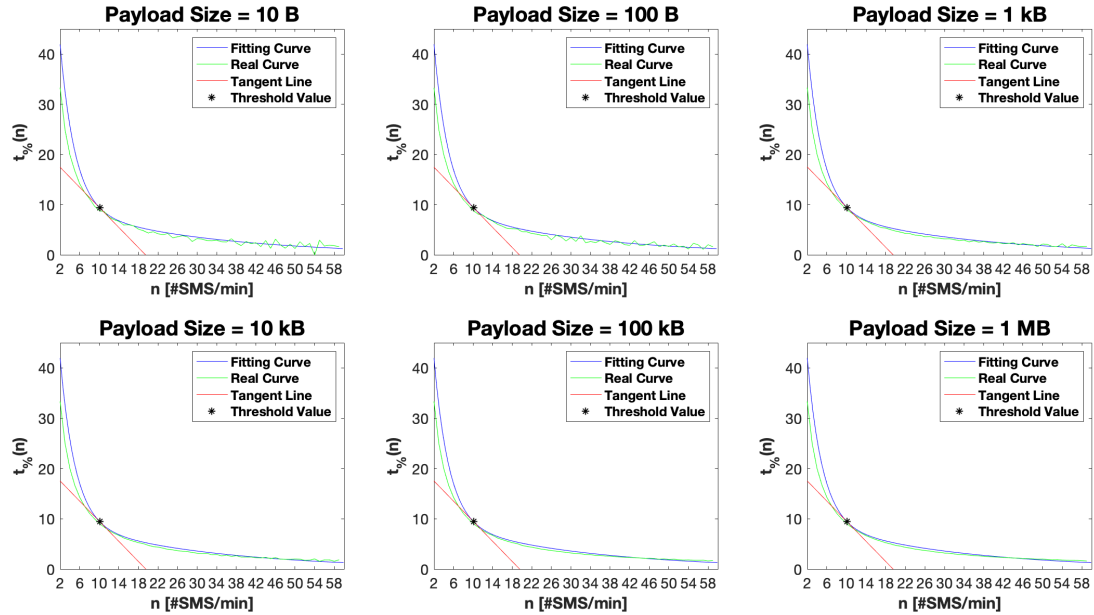 Payload Size = 10 B
40
30
20
10
0
t%(n)
Fitting Curve
Real Curve
Tangent Line
Threshold Value
2 6 10 14 18 22 26 30 34 38 42 46 50 54 58
n [#SMS/min]
Payload Size = 100 B
40
30
20
10
0
t%(n)
Fitting Curve
Real Curve
Tangent Line
Threshold Value
2 6 10 14 18 22 26 30 34 38 42 46 50 54 58
n [#SMS/min]
Payload Size = 1 kB
40
30
20
10
0
t%(n)
Fitting Curve
Real Curve
Tangent Line
Threshold Value
2 6 10 14 18 22 26 30 34 38 42 46 50 54 58
n [#SMS/min]
Payload Size = 10 kB
40
30
20
10
0
t%(n)
Fitting Curve
Real Curve
Tangent Line
Threshold Value
2 6 10 14 18 22 26 30 34 38 42 46 50 54 58
n [#SMS/min]
Payload Size = 100 kB
40
30
20
10
0
t%(n)
Fitting Curve
Real Curve
Tangent Line
Threshold Value
2 6 10 14 18 22 26 30 34 38 42 46 50 54 58
n [#SMS/min]
Payload Size = 1 MB
40
30
20
10
0
t%(n)
Fitting Curve
Real Curve
Tangent Line
Threshold Value
2 6 10 14 18 22 26 30 34 38 42 46 50 54 58
n [#SMS/min]